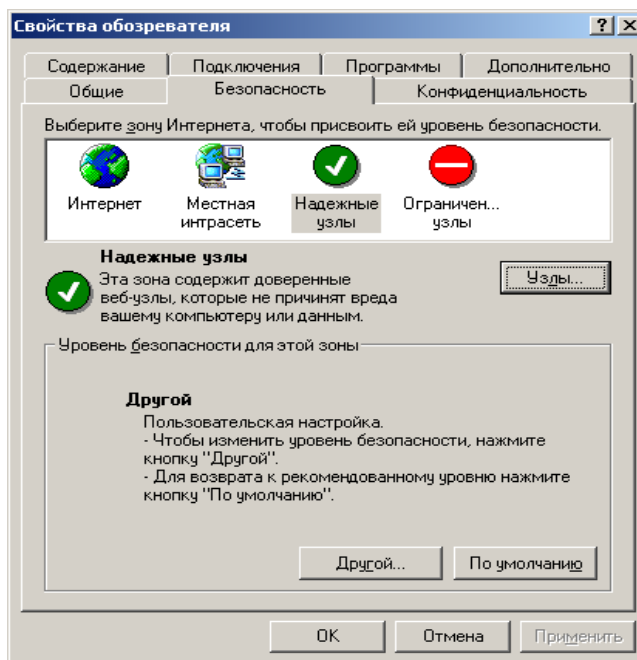 Свойства обозревателя
Содержание Подключения Программы Дополнительно
Общие Безопасность Конфиденциальность
Выберите зону Интернета, чтобы присвоить ей уровень безопасности.
Интернет Местная интрасеть Надежные узлы Ограничен... узлы
Надежные узлы
Эта зона содержит доверенные
веб-узлы, которые не причинят вреда
вашему компьютеру или данным.
Узлы...
Уровень безопасности для этой зоны
Другой
Пользовательская настройка.
- Чтобы изменить уровень безопасности, нажмите
кнопку "Другой".
- Для возврата к рекомендованному уровню нажмите
кнопку "По умолчанию".
Другой... По умолчанию
OK Отмена Применить